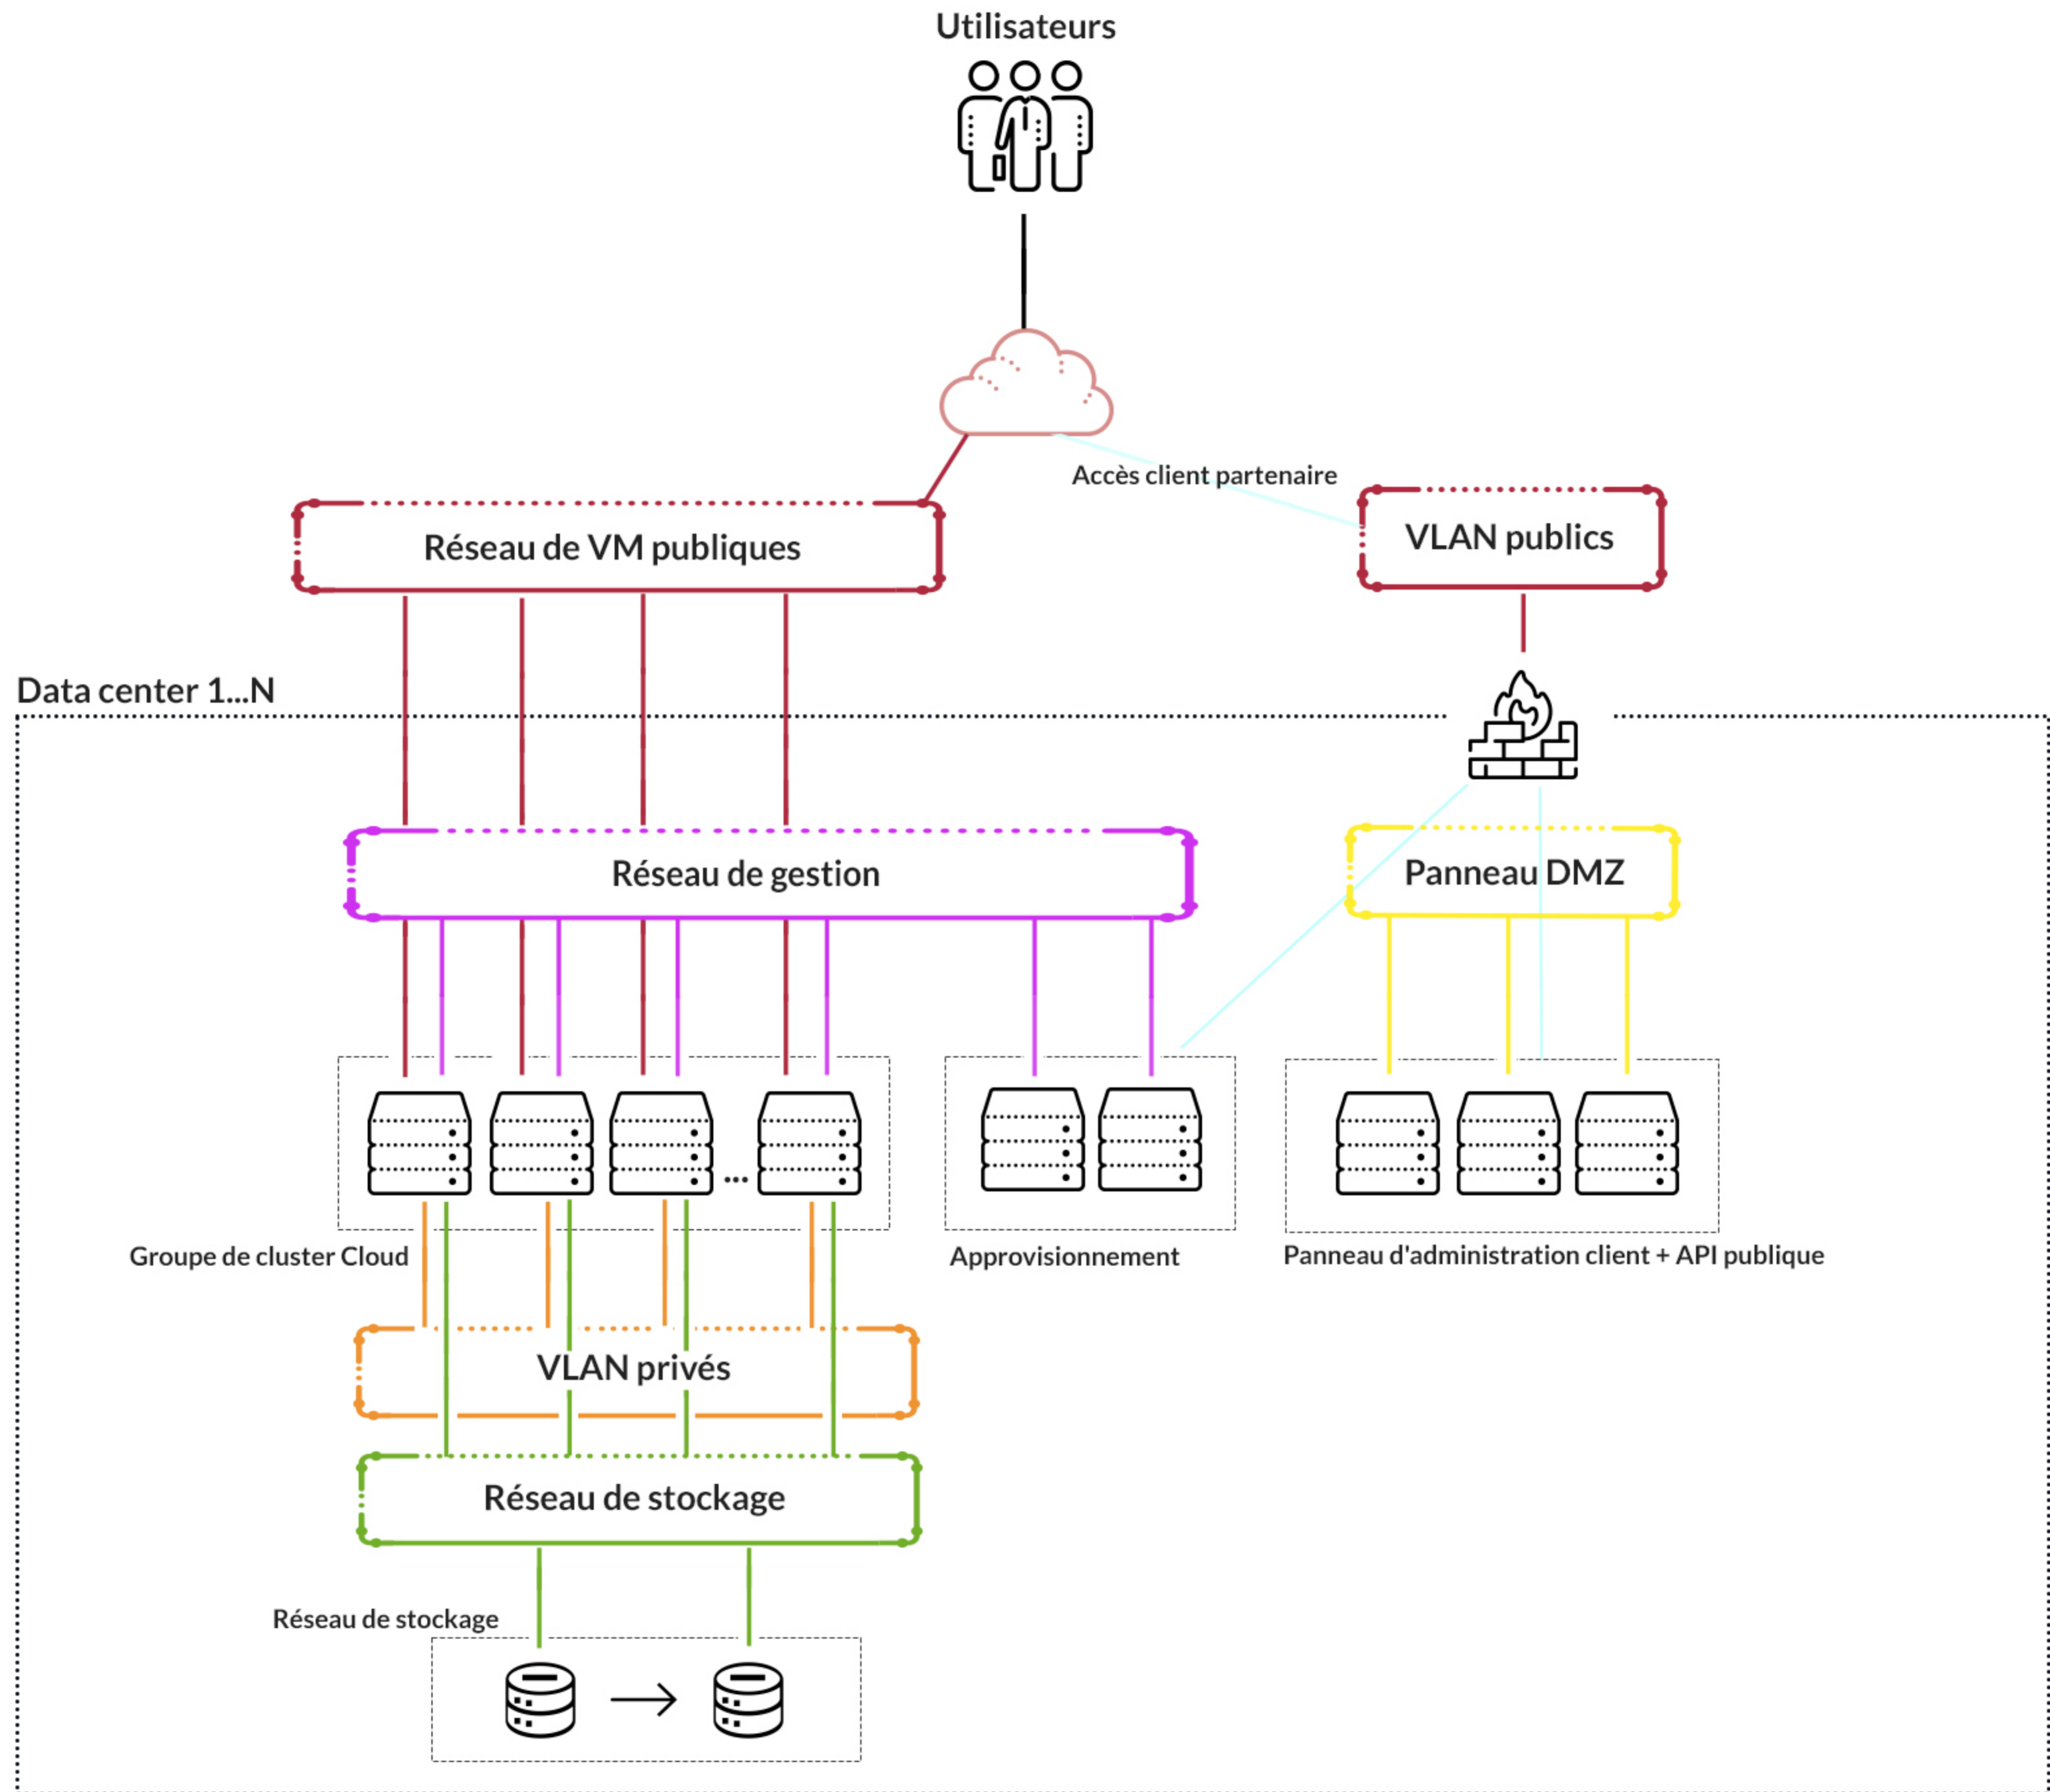 Utilisateurs
Accès client partenaire
Réseau de VM publiques
VLAN publics
Data center 1...N
Réseau de gestion
Panneau DMZ
...
Groupe de cluster Cloud
Approvisionnement
Panneau d'administration client + API publique
VLAN privés
Réseau de stockage
Réseau de stockage